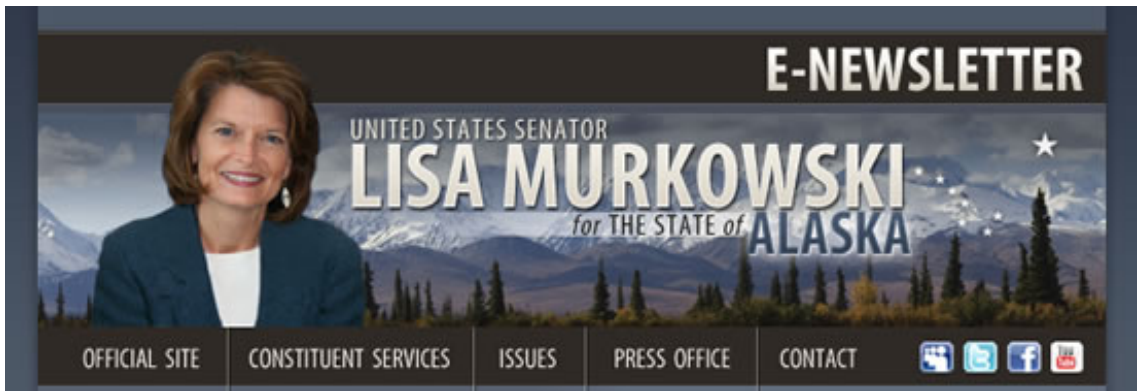 E-NEWSLETTER
UNITED STATES SENATOR
LISA MURKOWSKI
for THE STATE of ALASKA
OFFICIAL SITE CONSTITUENT SERVICES ISSUES PRESS OFFICE CONTACT